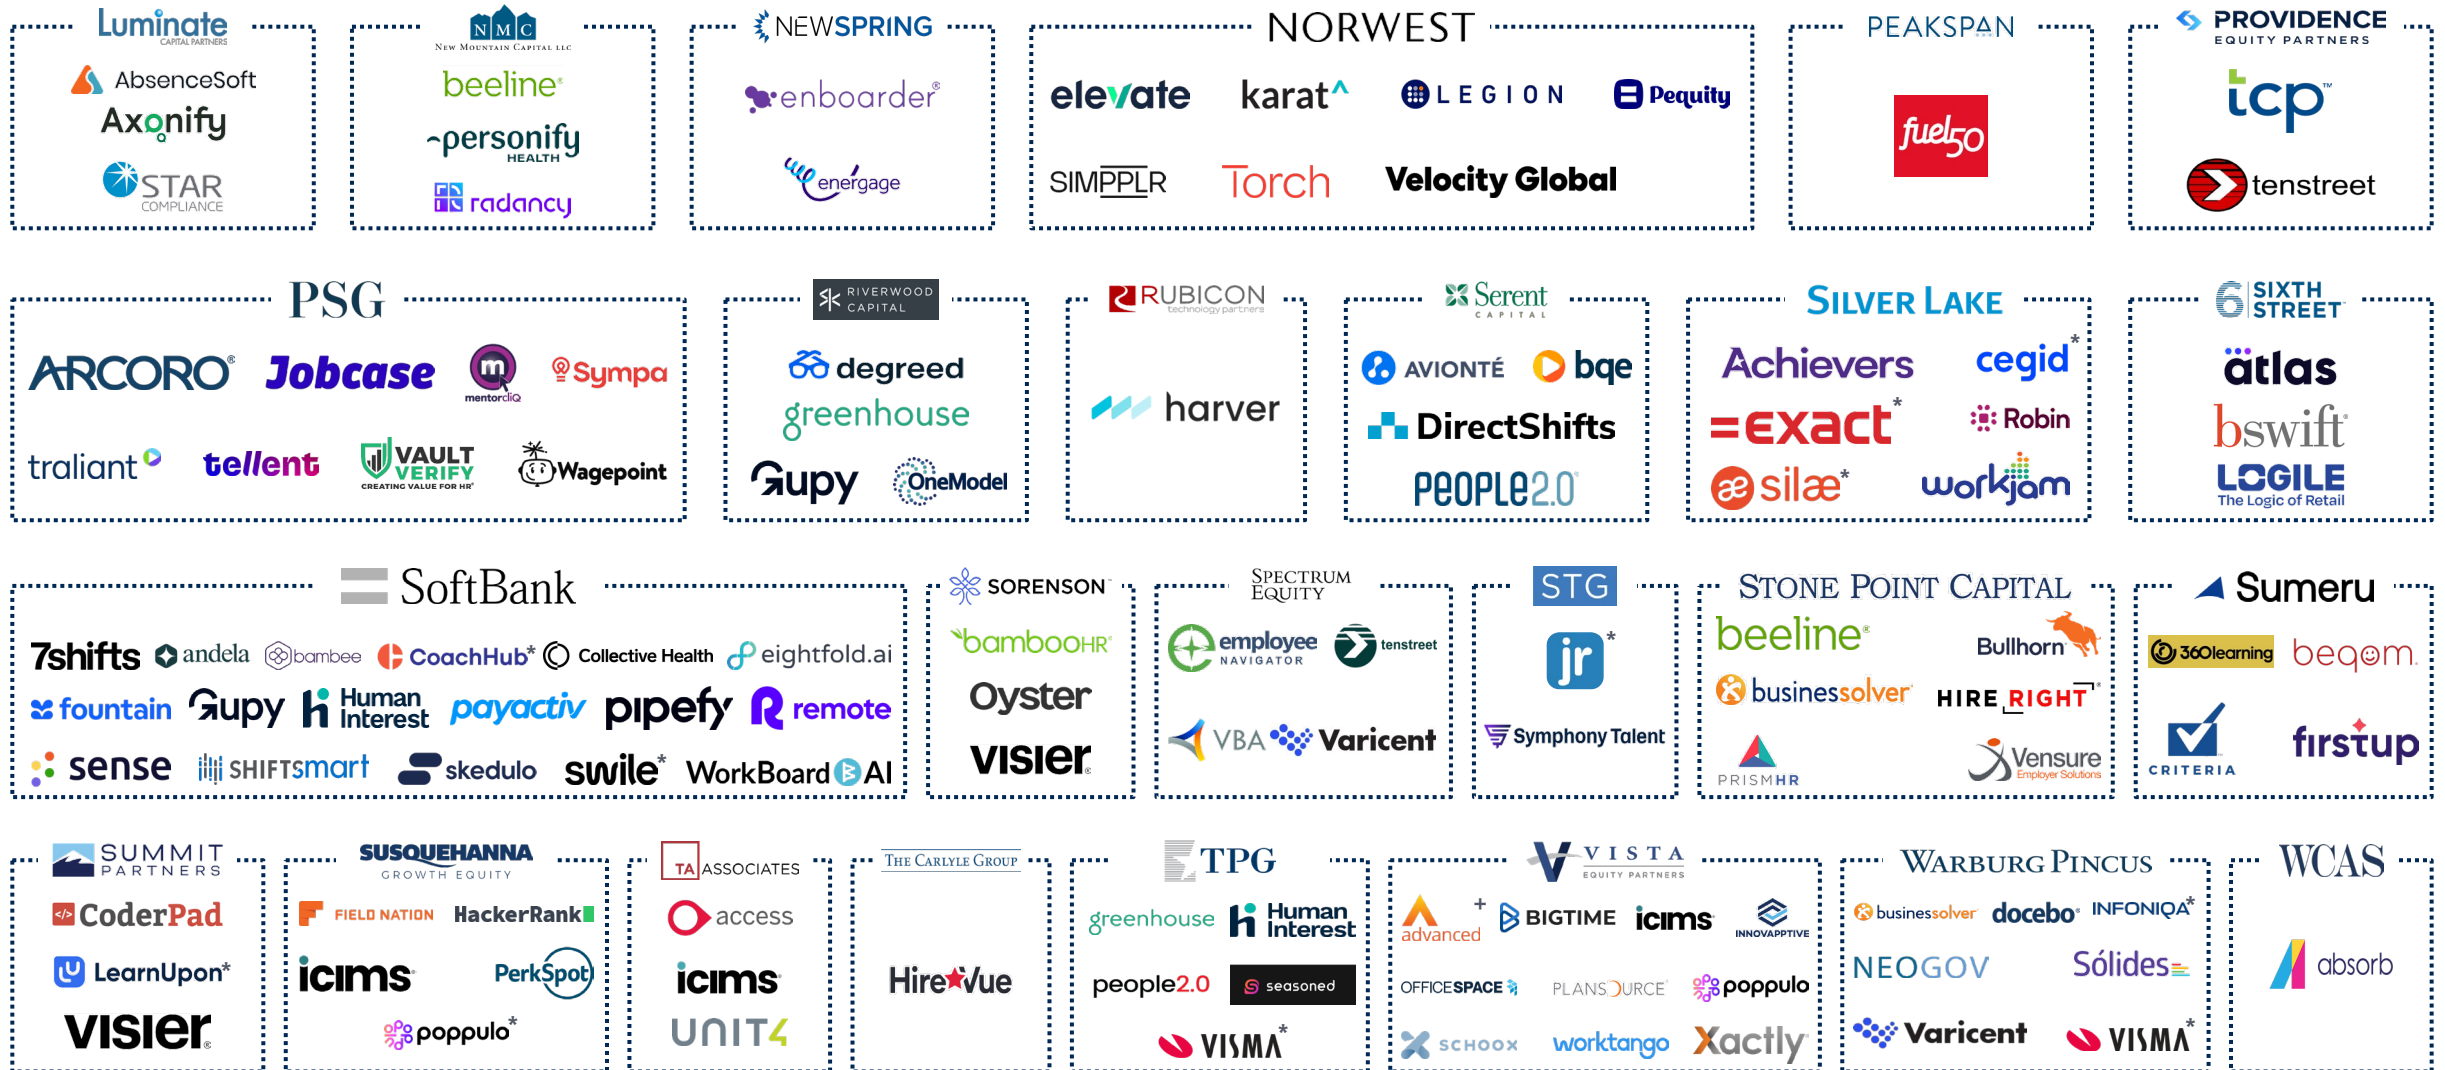 Luminate
CAPITAL PARTNERS
AbsenceSoft
Axonify
STAR
COMPLIANCE
NMC
NEW MOUNTAIN CAPITAL LLC
beeline®
personify
HEALTH
radancy
NEWSPRING
enboarder®
energage
NORWEST
elevate karat^ LEGION Pequity
SIMPPLR Torch Velocity Global
PEAKSPAN
fuel50
PROVIDENCE
EQUITY PARTNERS
tcp™
tenstreet
PSG
ARCORO® Jobcase m mentorcliQ Sympa
traliant tellent VAULT VERIFY Wagepoint
CREATING VALUE FOR HR
RIVERWOOD
CAPITAL
degreed
greenhouse
Gupy OneModel
RUBICON
technology partners
harver
Serent
CAPITAL
AVIONTÉ bqe
DirectShifts
PEOPLE2.0
SILVER LAKE
Achievers cegid*
=exact* Robin
æ silæ* workjam
6 SIXTH
STREET
atlas
bswift
LOGILE
The Logic of Retail
SoftBank
7shifts andela bambee CoachHub* Collective Health eightfold.ai
fountain Gupy Human Interest payactiv pipefy remote
sense SHIFTSMART skedulo swile* WorkBoard AI
SORENSON
bambooHR®
Oyster
VISIER®
SPECTRUM
EQUITY
employee
NAVIGATOR
tenstreet
VBA Varicent
STG
jr*
Symphony Talent
STONE POINT CAPITAL
beeline® Bullhorn
businessolver HIRE RIGHT
PRISMHR Vensure
Employer Solutions
Sumeru
360learning beqom
CRITERIA firstup
SUMMIT
PARTNERS
</> CoderPad
LearnUpon*
VISIER®
SUSQUEHANNA
GROWTH EQUITY
FIELD NATION HackerRank
icims PerkSpot
poppulo*
TA ASSOCIATES
access
icims
UNIT4
THE CARLYLE GROUP
HireVue
TPG
greenhouse Human Interest
people2.0 seasoned
VISMA*
VISTA
EQUITY PARTNERS
advanced+ BIGTIME icims INNOVAPPTIVE
OFFICESPACE PLANSOURCE poppulo
SCHOOX worktango Xactly
WARBURG PINCUS
businessolver docebo INFONIQA*
NEOGOV Sólides
Varicent VISMA*
WCAS
absorb